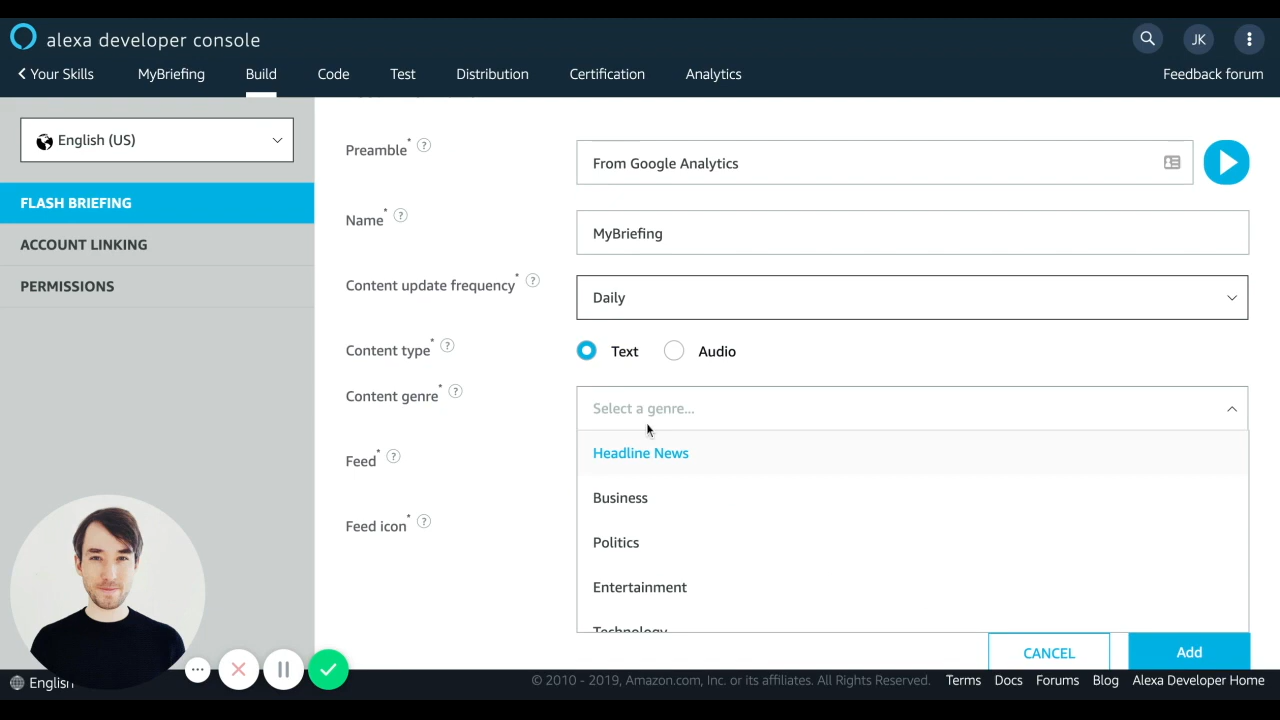 alexa developer console
JK
Your Skills
MyBriefing
Build
Code
Test
Distribution
Certification
Analytics
Feedback forum
English (US)
FLASH BRIEFING
ACCOUNT LINKING
PERMISSIONS
Preamble* ?
From Google Analytics
Name* ?
MyBriefing
Content update frequency* ?
Daily
Content type* ?
Text
Audio
Content genre* ?
Select a genre...
Headline News
Business
Politics
Entertainment
Technology
Feed* ?
Feed icon* ?
CANCEL
Add
English
© 2010 - 2019, Amazon.com, Inc. or its affiliates. All Rights Reserved.
Terms
Docs
Forums
Blog
Alexa Developer Home